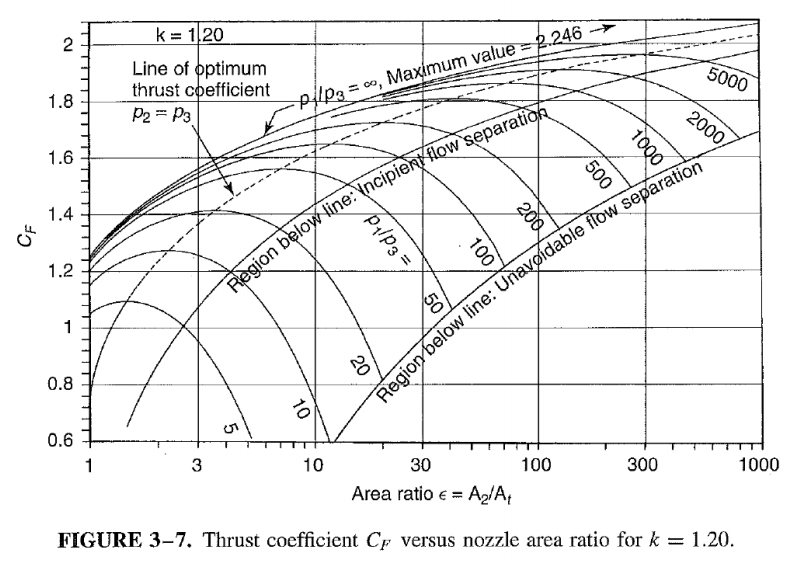 k = 1.20
Line of optimum
thrust coefficient
p₂ = p₃
p₁/p₃ = ∞, Maximum value = 2.246
Region below line: Incipient flow separation
Region below line: Unavoidable flow separation
p₁/p₃ =
5
10
20
50
100
200
500
1000
2000
5000
C_F
2
1.8
1.6
1.4
1.2
1
0.8
0.6
1 3 10 30 100 300 1000
Area ratio ϵ = A₂/Aₜ
FIGURE 3–7. Thrust coefficient C_F versus nozzle area ratio for k = 1.20.